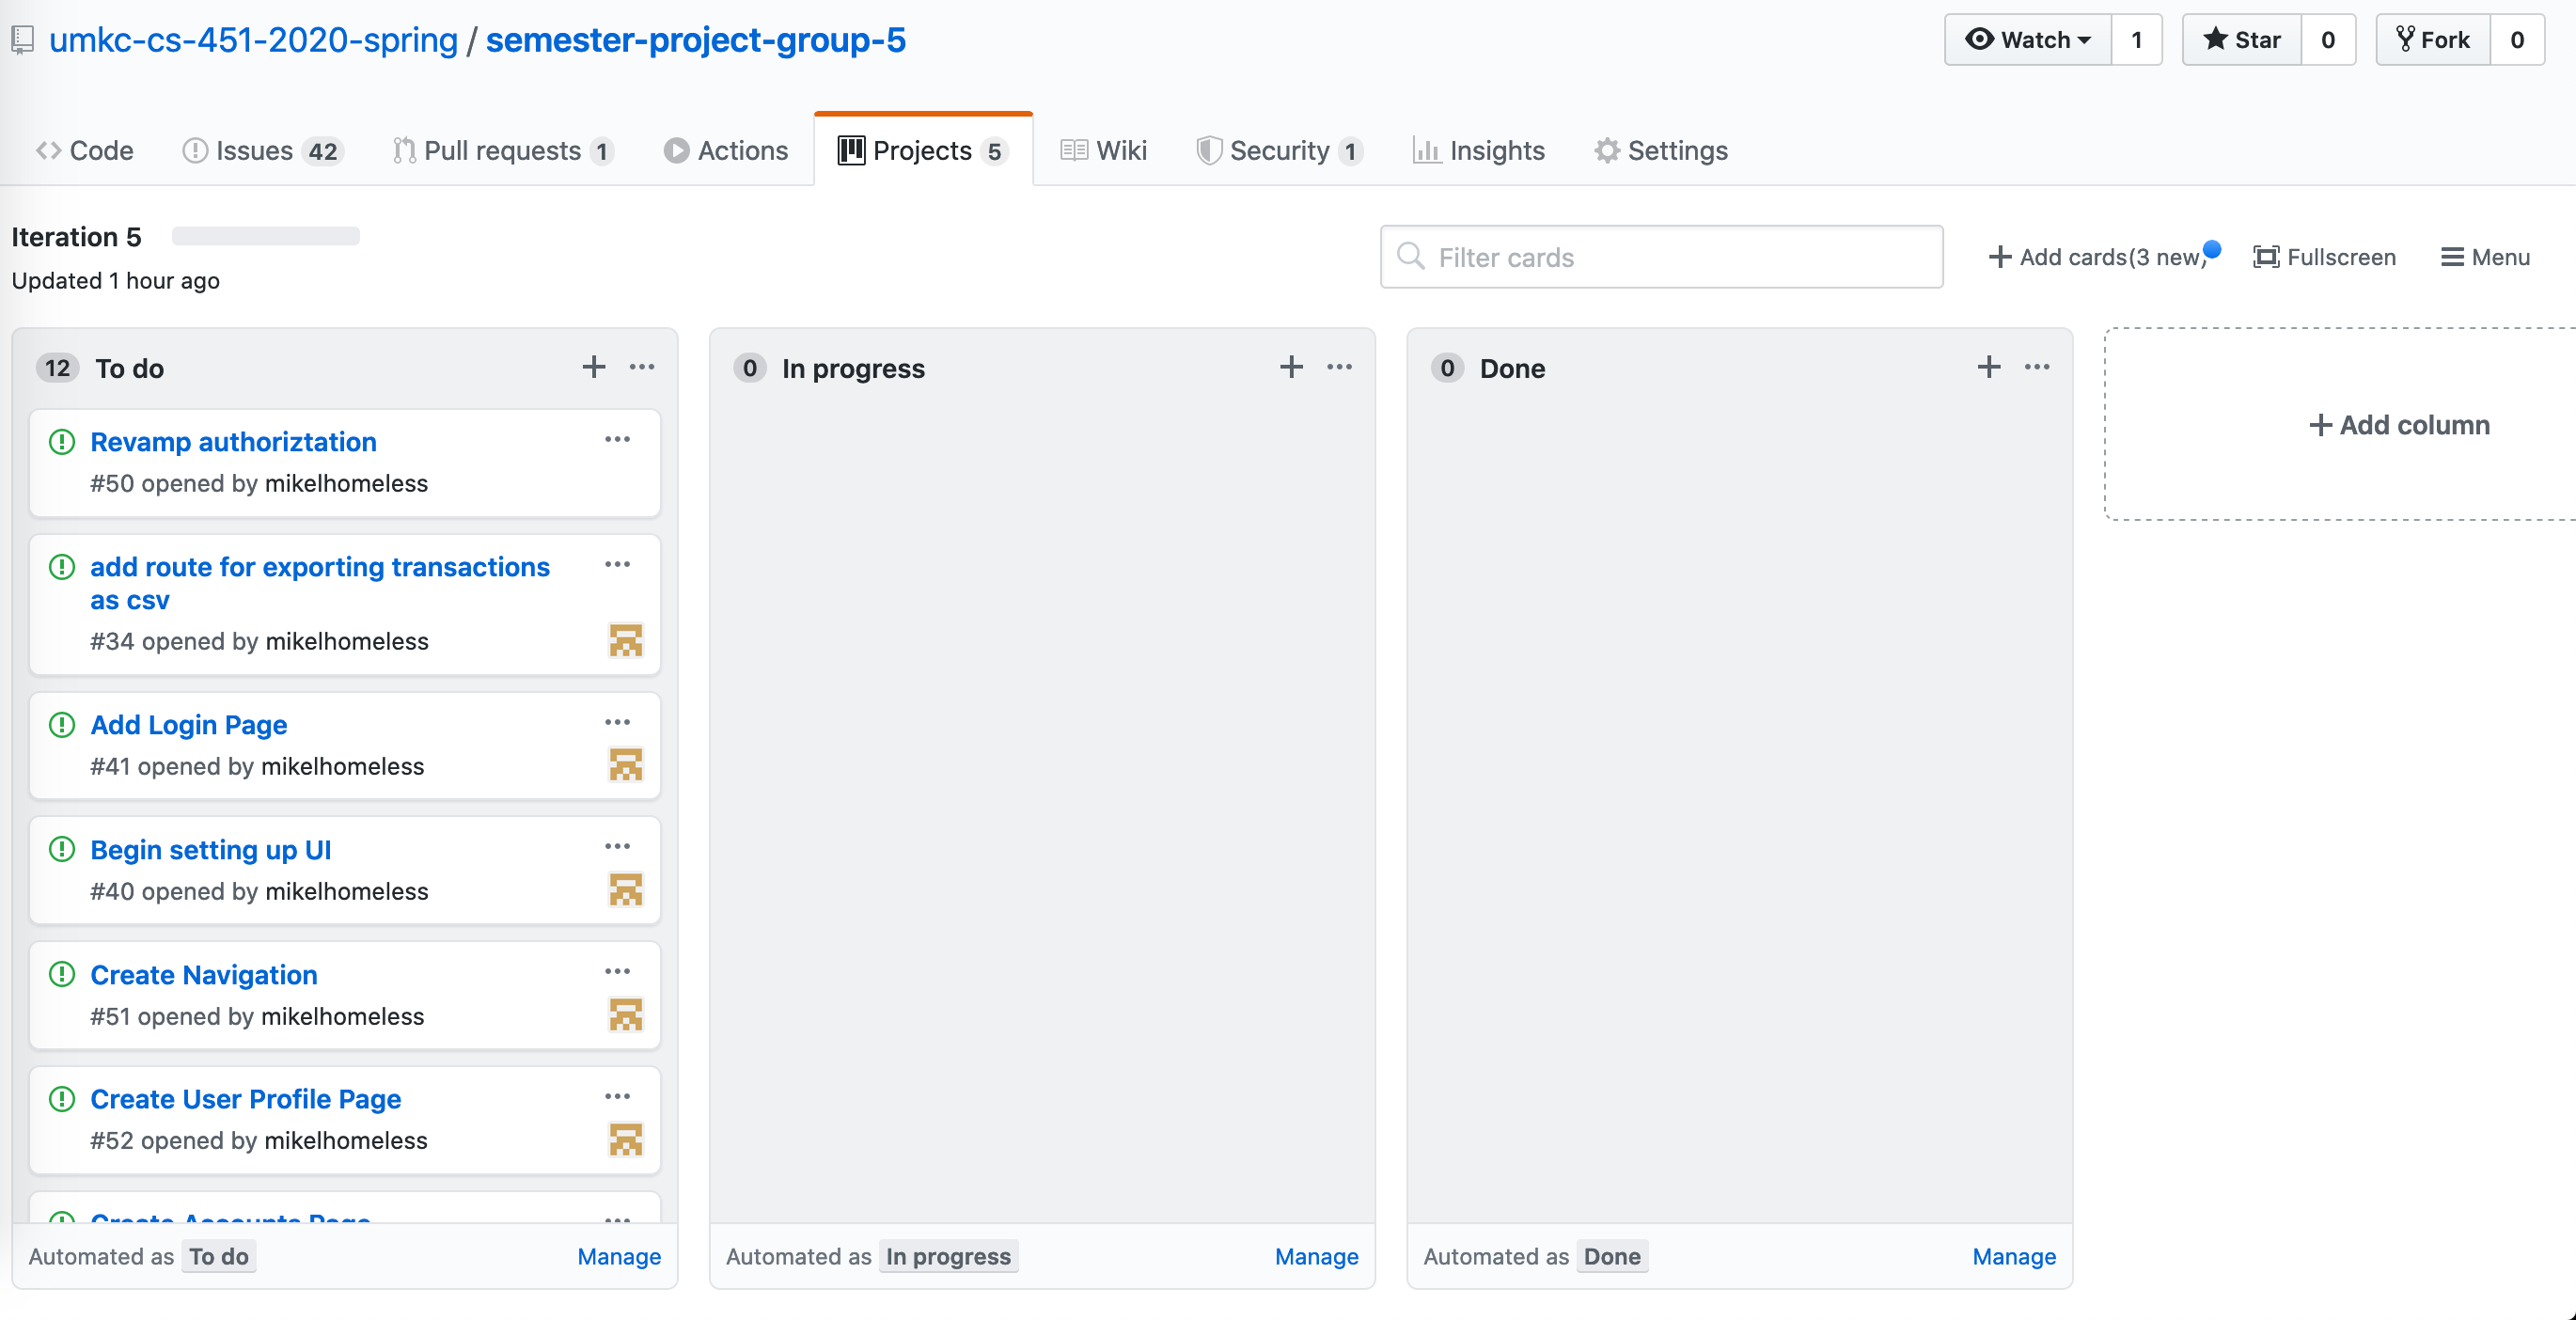 umkc-cs-451-2020-spring / semester-project-group-5
Watch 1 Star 0 Fork 0
Code Issues 42 Pull requests 1 Actions Projects 5 Wiki Security 1 Insights Settings
Iteration 5
Updated 1 hour ago
Filter cards
Add cards(3 new)
Fullscreen
Menu
12 To do
Revamp authoriztation
#50 opened by mikelhomeless
add route for exporting transactions
as csv
#34 opened by mikelhomeless
Add Login Page
#41 opened by mikelhomeless
Begin setting up UI
#40 opened by mikelhomeless
Create Navigation
#51 opened by mikelhomeless
Create User Profile Page
#52 opened by mikelhomeless
Create Accounts Page
Automated as To do Manage
0 In progress
Automated as In progress Manage
0 Done
Automated as Done Manage
Add column